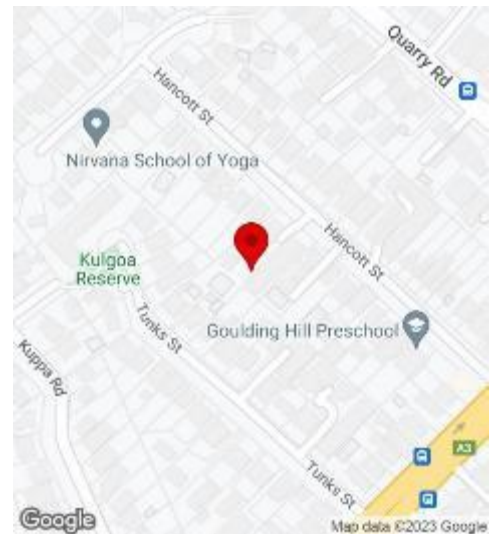 Quarry Rd
Hancott St
Nirvana School of Yoga
Hancott St
Kulgoa
Reserve
Tunks St
Goulding Hill Preschool
Kuppa Rd
A3
Tunks St
Google
Map data ©2023 Google